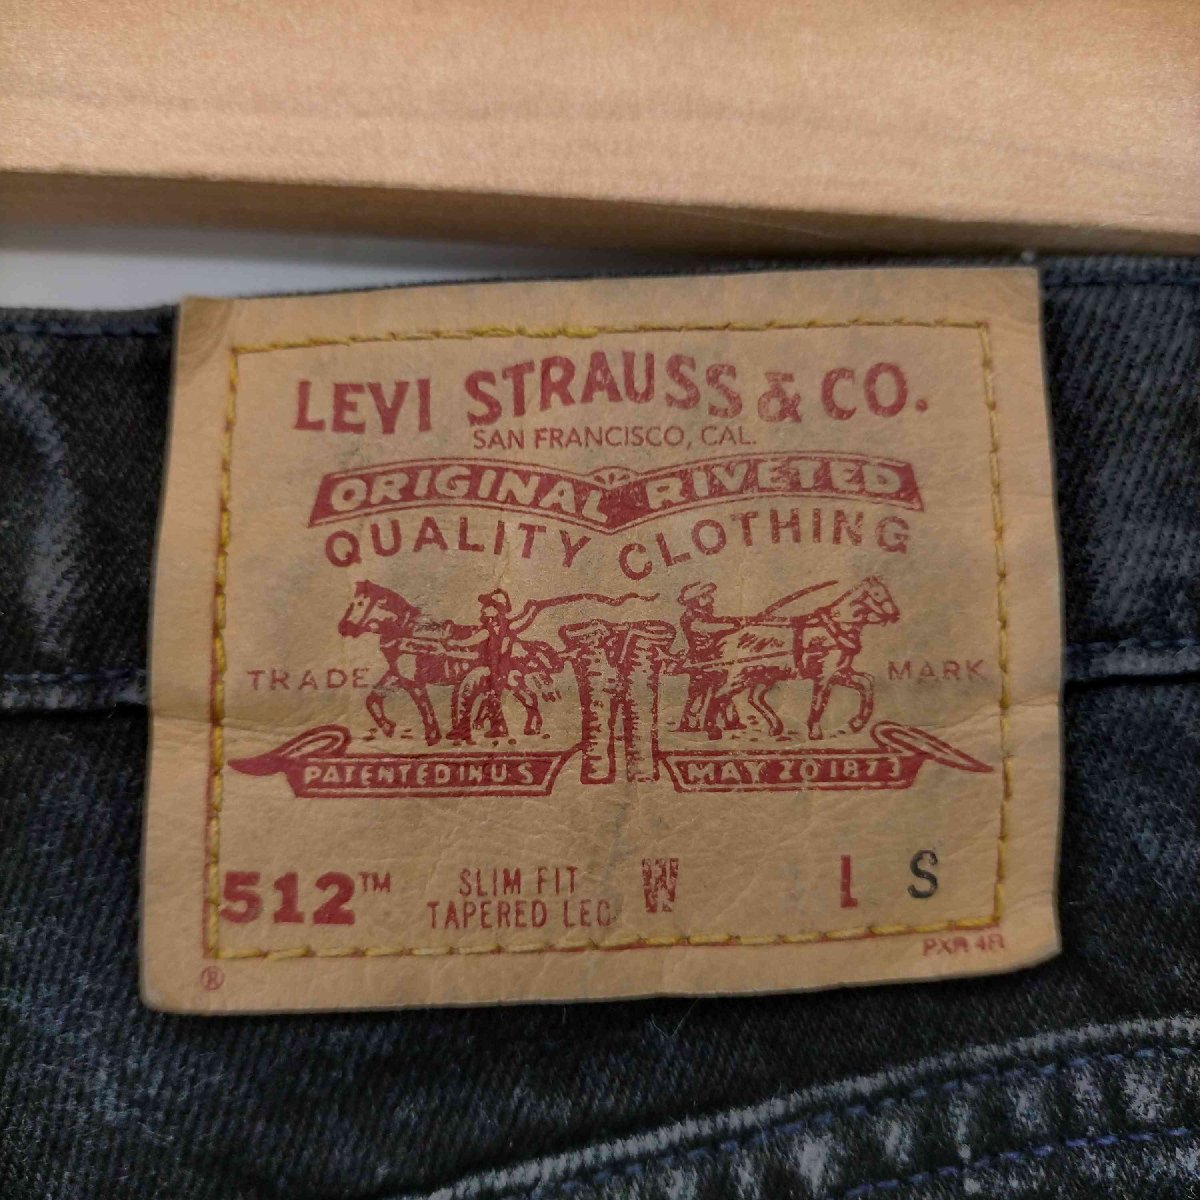 LEVI STRAUSS & CO.
SAN FRANCISCO, CAL.
ORIGINAL RIVETED
QUALITY CLOTHING
TRADE MARK
PATENTED IN U S MAY 20 1873
512™ SLIM FIT TAPERED LEG W L S
PXR 4R
®